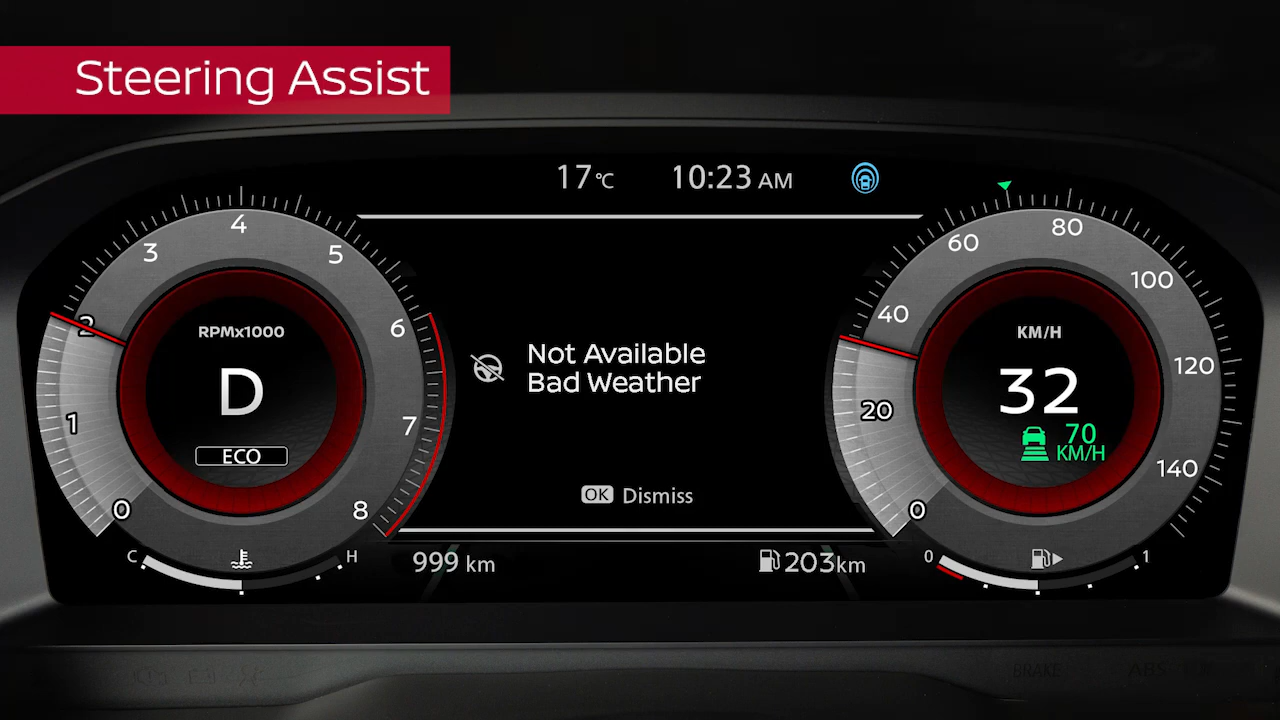 Steering Assist
17°C 10:23 AM
0 1 2 3 4 5 6 7 8
RPMx1000
D
ECO
C H
Not Available
Bad Weather
OK Dismiss
999 km 203km
0 20 40 60 80 100 120 140
KM/H
32
70
KM/H
0 1
BRAKE ABS